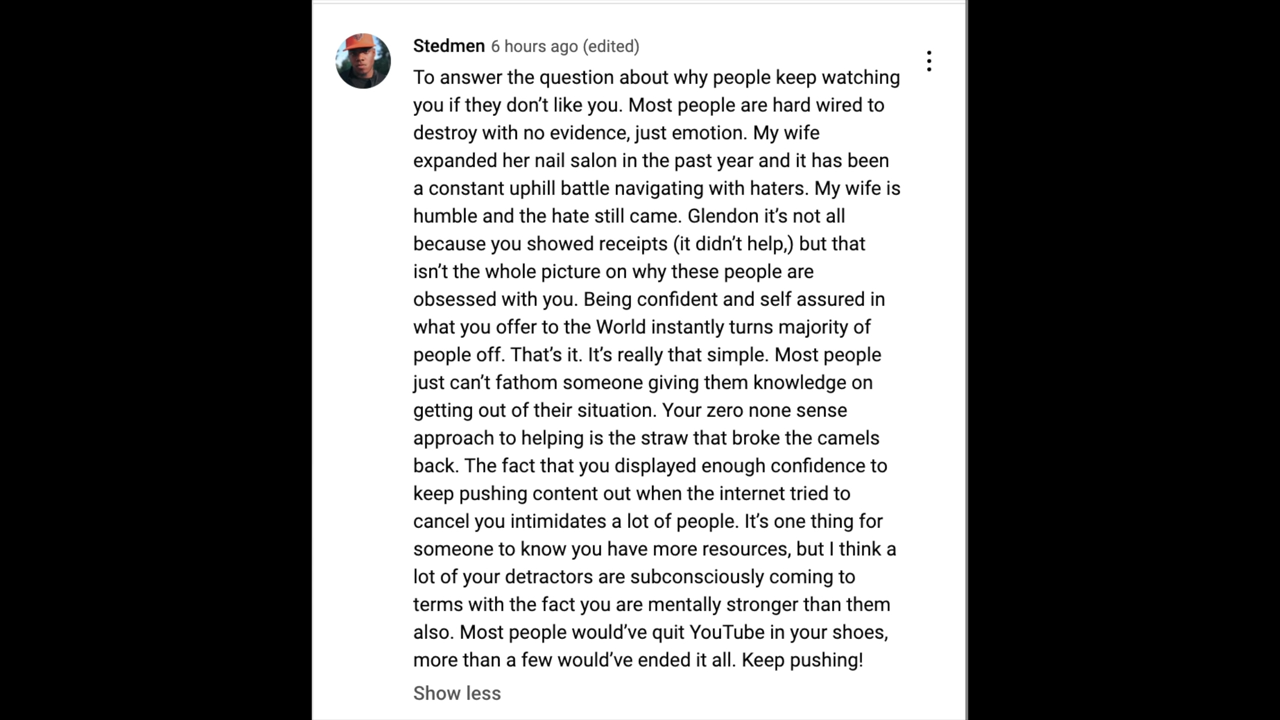 Stedmen 6 hours ago (edited)
To answer the question about why people keep watching
you if they don’t like you. Most people are hard wired to
destroy with no evidence, just emotion. My wife
expanded her nail salon in the past year and it has been
a constant uphill battle navigating with haters. My wife is
humble and the hate still came. Glendon it’s not all
because you showed receipts (it didn’t help,) but that
isn’t the whole picture on why these people are
obsessed with you. Being confident and self assured in
what you offer to the World instantly turns majority of
people off. That’s it. It’s really that simple. Most people
just can’t fathom someone giving them knowledge on
getting out of their situation. Your zero none sense
approach to helping is the straw that broke the camels
back. The fact that you displayed enough confidence to
keep pushing content out when the internet tried to
cancel you intimidates a lot of people. It’s one thing for
someone to know you have more resources, but I think a
lot of your detractors are subconsciously coming to
terms with the fact you are mentally stronger than them
also. Most people would’ve quit YouTube in your shoes,
more than a few would’ve ended it all. Keep pushing!
Show less